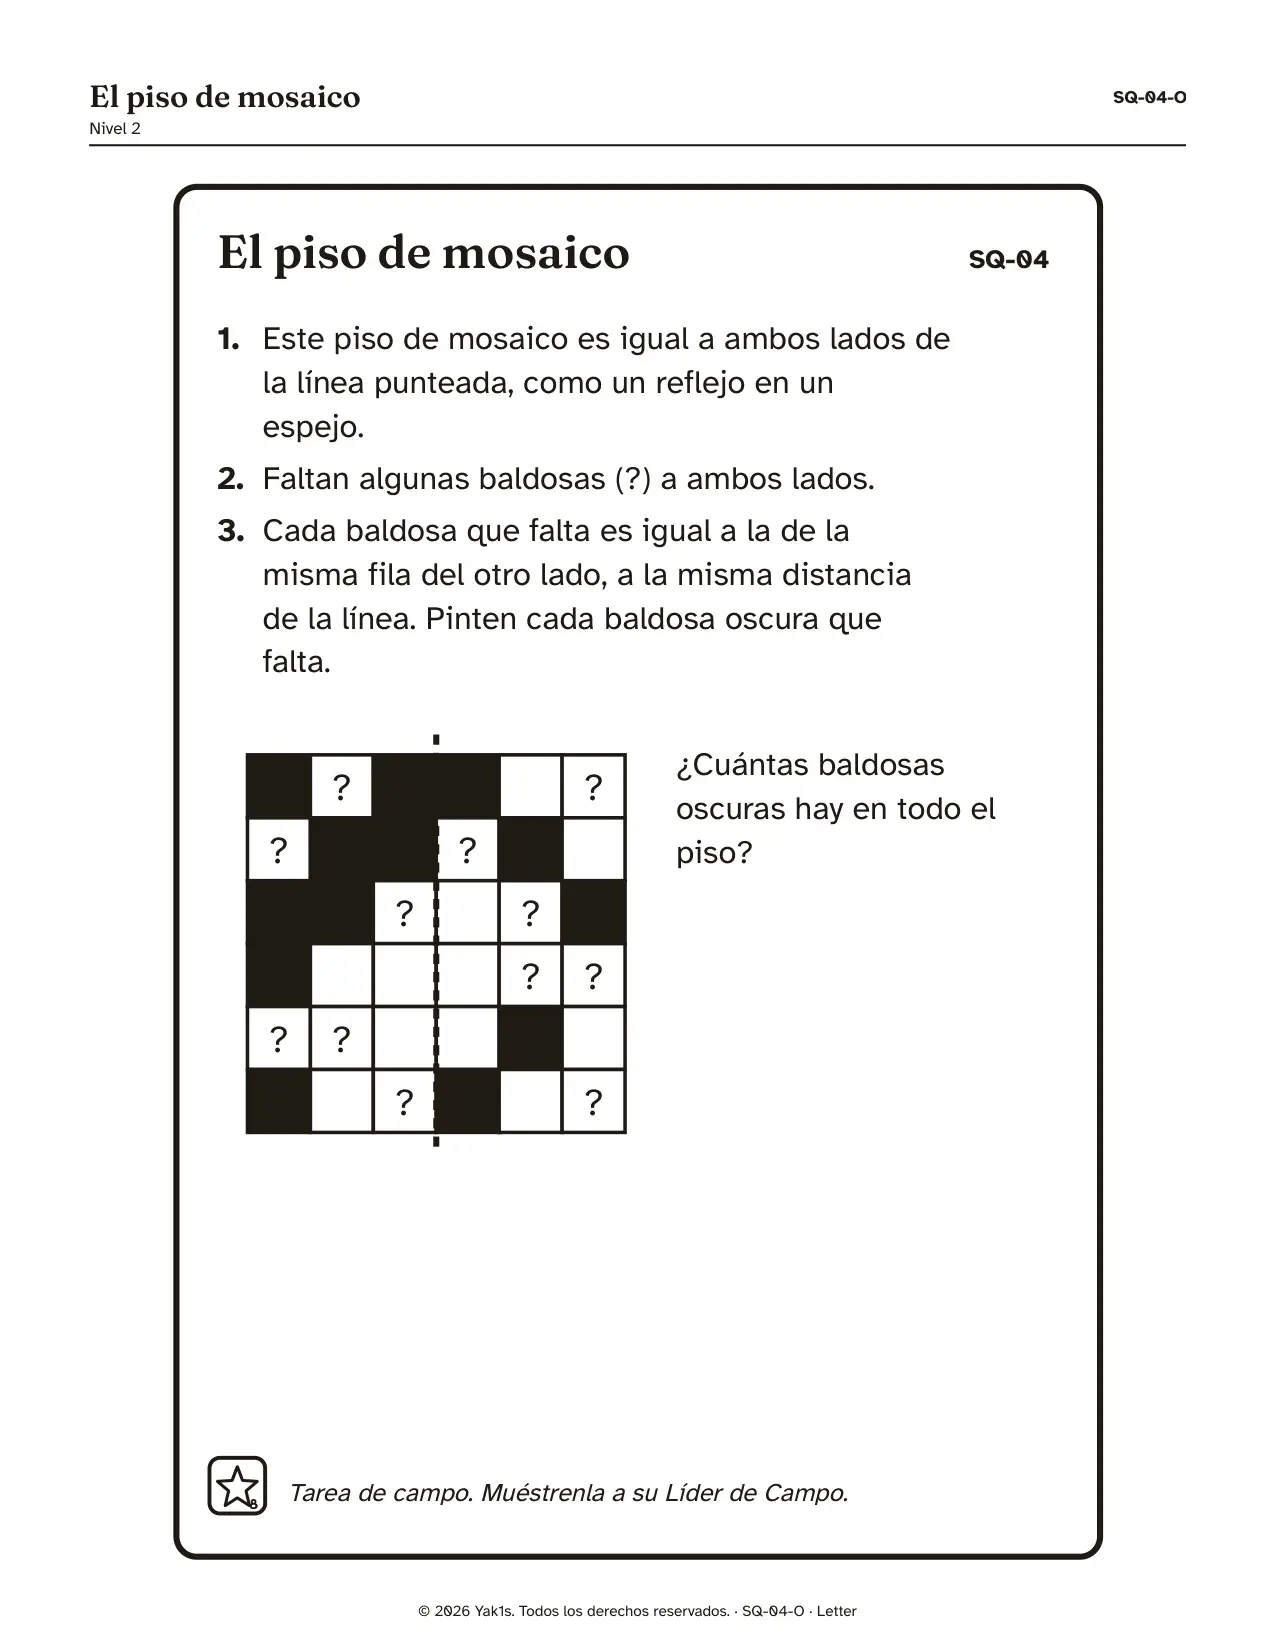 El piso de mosaico
SQ-04-O
Nivel 2
El piso de mosaico
SQ-04
1. Este piso de mosaico es igual a ambos lados de
la línea punteada, como un reflejo en un
espejo.
2. Faltan algunas baldosas (?) a ambos lados.
3. Cada baldosa que falta es igual a la de la
misma fila del otro lado, a la misma distancia
de la línea. Pinten cada baldosa oscura que
falta.
? ?
? ?
? ?
? ?
? ?
? ?
¿Cuántas baldosas
oscuras hay en todo el
piso?
8
Tarea de campo. Muéstrenla a su Líder de Campo.
© 2026 Yak1s. Todos los derechos reservados. · SQ-04-O · Letter